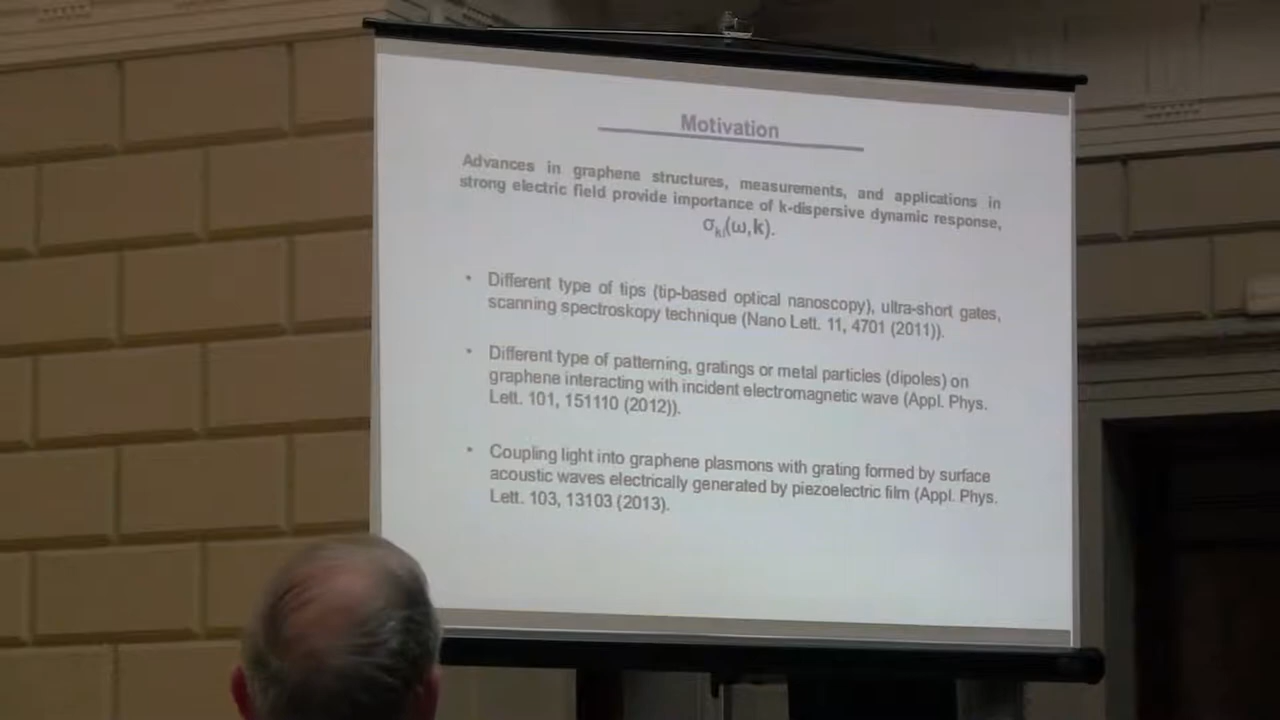 Motivation
Advances in graphene structures, measurements, and applications in
strong electric field provide importance of k-dispersive dynamic response,
σₖₗ(ω,k).
• Different type of tips (tip-based optical nanoscopy), ultra-short gates,
scanning spectroskopy technique (Nano Lett. 11, 4701 (2011)).
• Different type of patterning, gratings or metal particles (dipoles) on
graphene interacting with incident electromagnetic wave (Appl. Phys.
Lett. 101, 151110 (2012)).
• Coupling light into graphene plasmons with grating formed by surface
acoustic waves electrically generated by piezoelectric film (Appl. Phys.
Lett. 103, 13103 (2013).